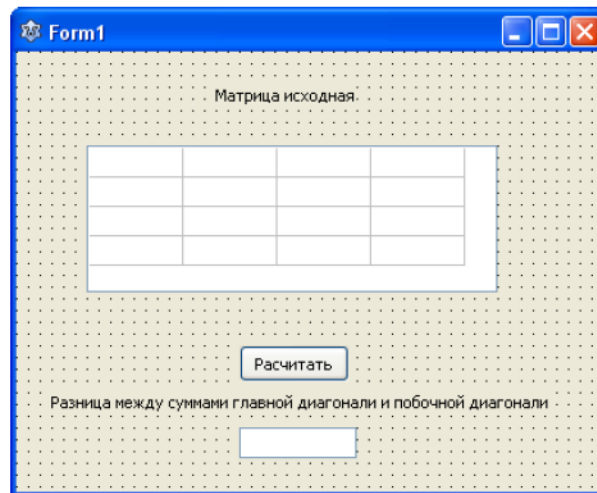 Form1
Матрица исходная
Расчитать
Разница между суммами главной диагонали и побочной диагонали